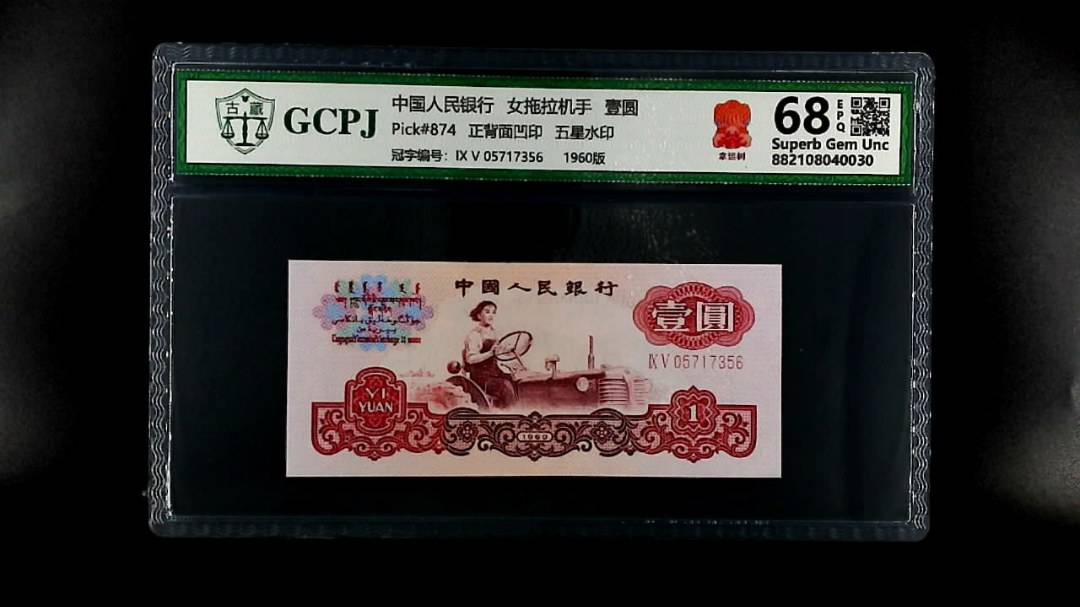 古藏
GCPJ
中国人民银行 女拖拉机手 壹圆
Pick#874 正背面凹印 五星水印
冠字编号: IX V 05717356 1960版
幸运树
68
EPQ
Superb Gem Unc
882108040030
中國人民銀行
壹圓
IX V 05717356
YI
YUAN
1960
1